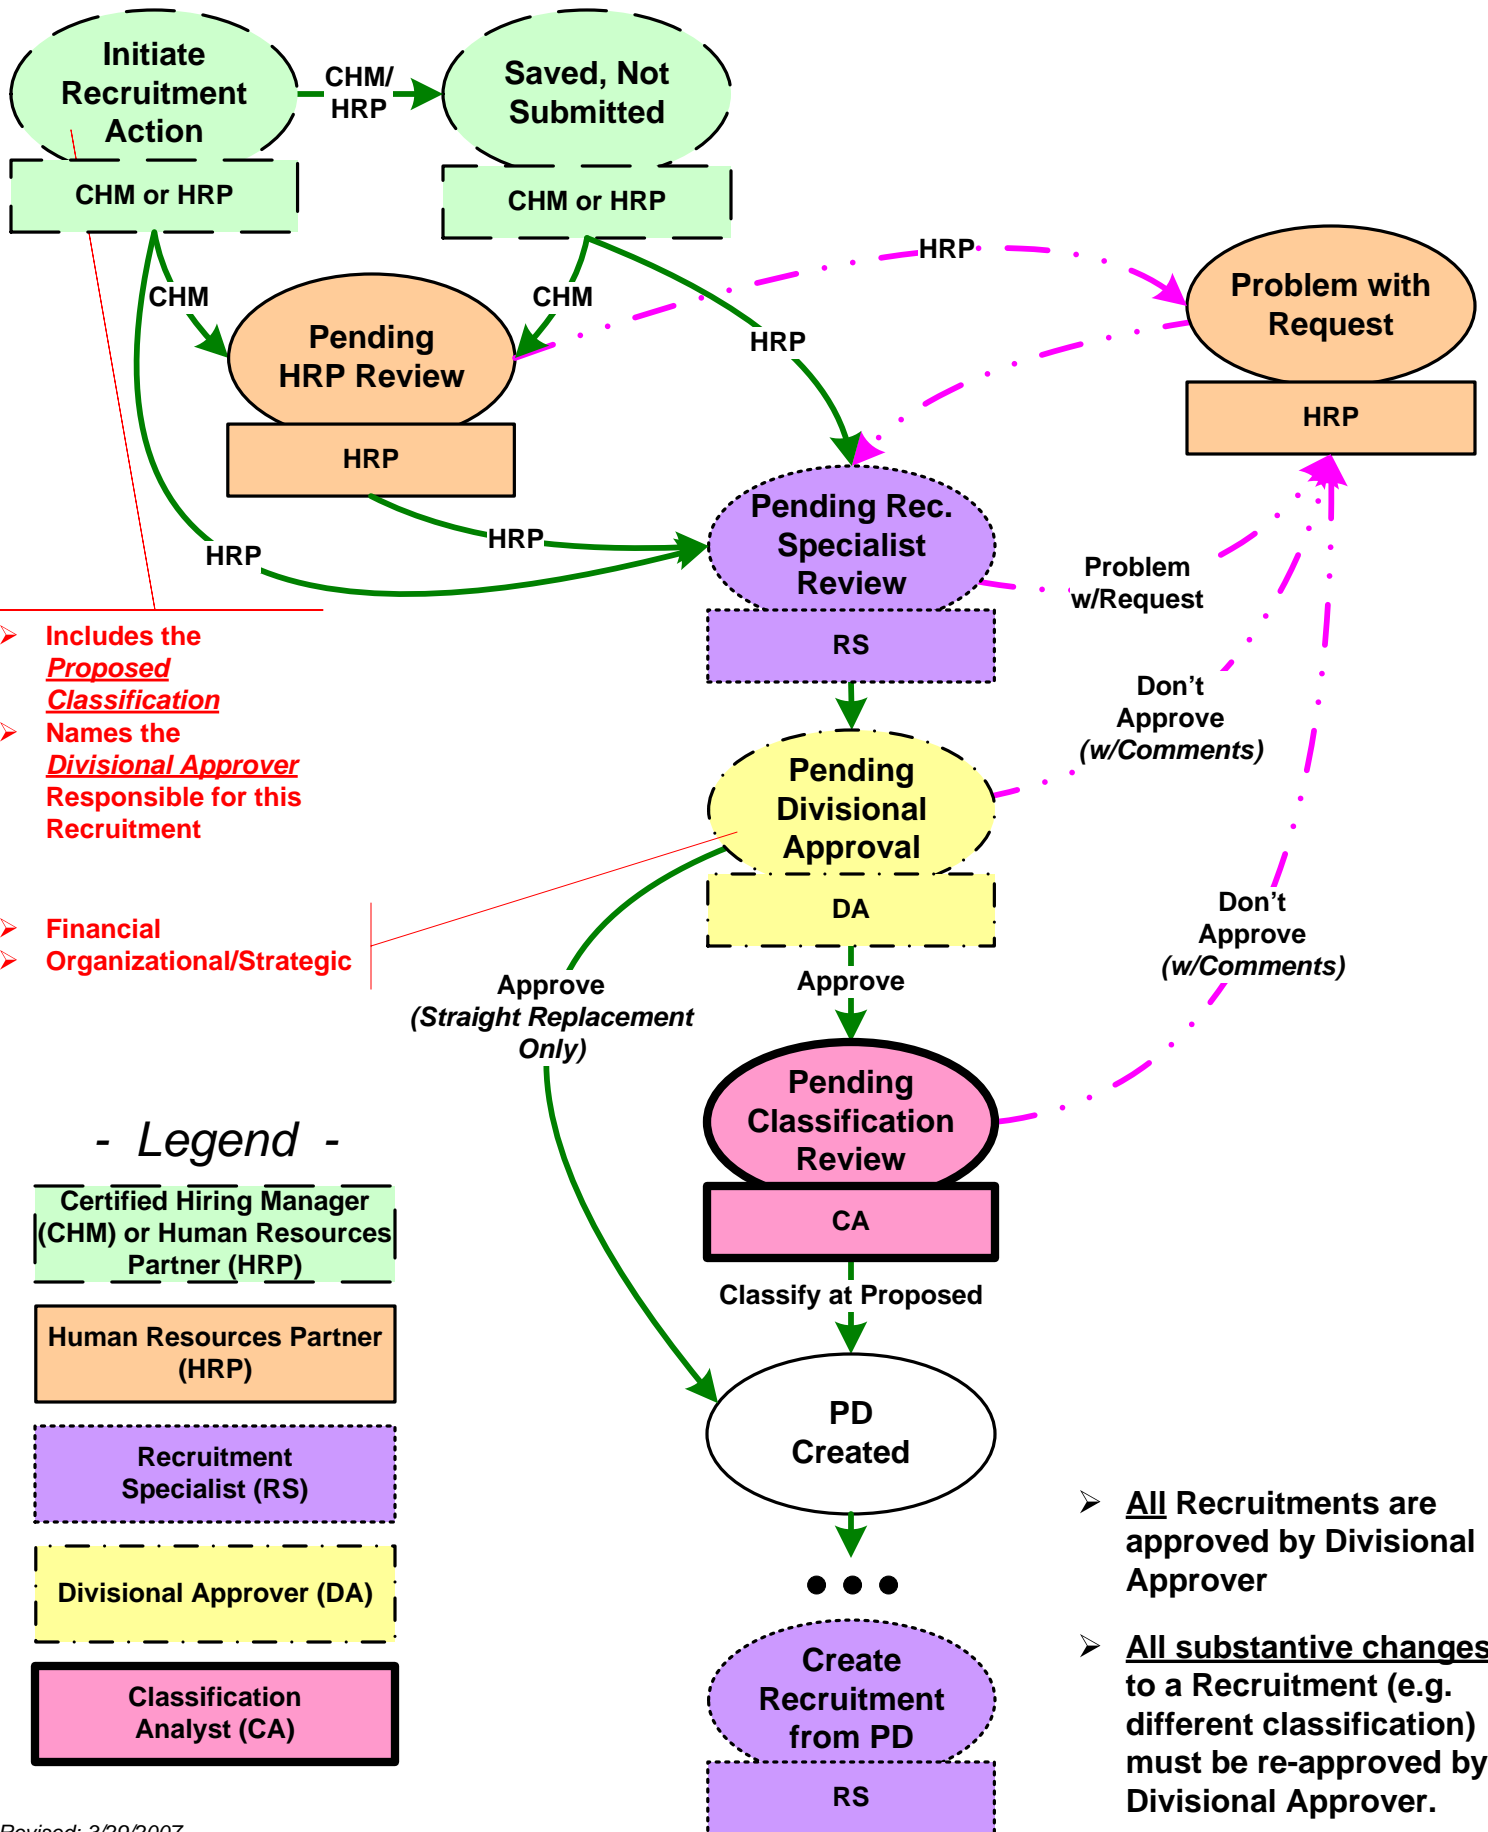 Initiate
Recruitment
Action
CHM or HRP
CHM/
HRP
Saved, Not
Submitted
CHM or HRP
CHM
CHM
HRP
HRP
Problem with
Request
HRP
Pending
HRP Review
HRP
HRP
HRP
Pending Rec.
Specialist
Review
RS
Problem
w/Request
Don't
Approve
(w/Comments)
➢ Includes the
Proposed
Classification
➢ Names the
Divisional Approver
Responsible for this
Recruitment
Pending
Divisional
Approval
DA
➢ Financial
➢ Organizational/Strategic
Approve
(Straight Replacement
Only)
Approve
Don't
Approve
(w/Comments)
Pending
Classification
Review
CA
Classify at Proposed
PD
Created
● ● ●
Create
Recruitment
from PD
RS
- Legend -
Certified Hiring Manager
(CHM) or Human Resources
Partner (HRP)
Human Resources Partner
(HRP)
Recruitment
Specialist (RS)
Divisional Approver (DA)
Classification
Analyst (CA)
➢ All Recruitments are
approved by Divisional
Approver
➢ All substantive changes
to a Recruitment (e.g.
different classification)
must be re-approved by
Divisional Approver.
Revised: 3/29/2007